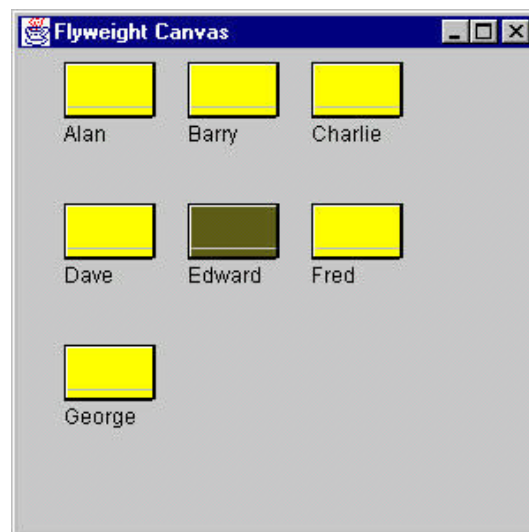 Flyweight Canvas
Alan Barry Charlie
Dave Edward Fred
George